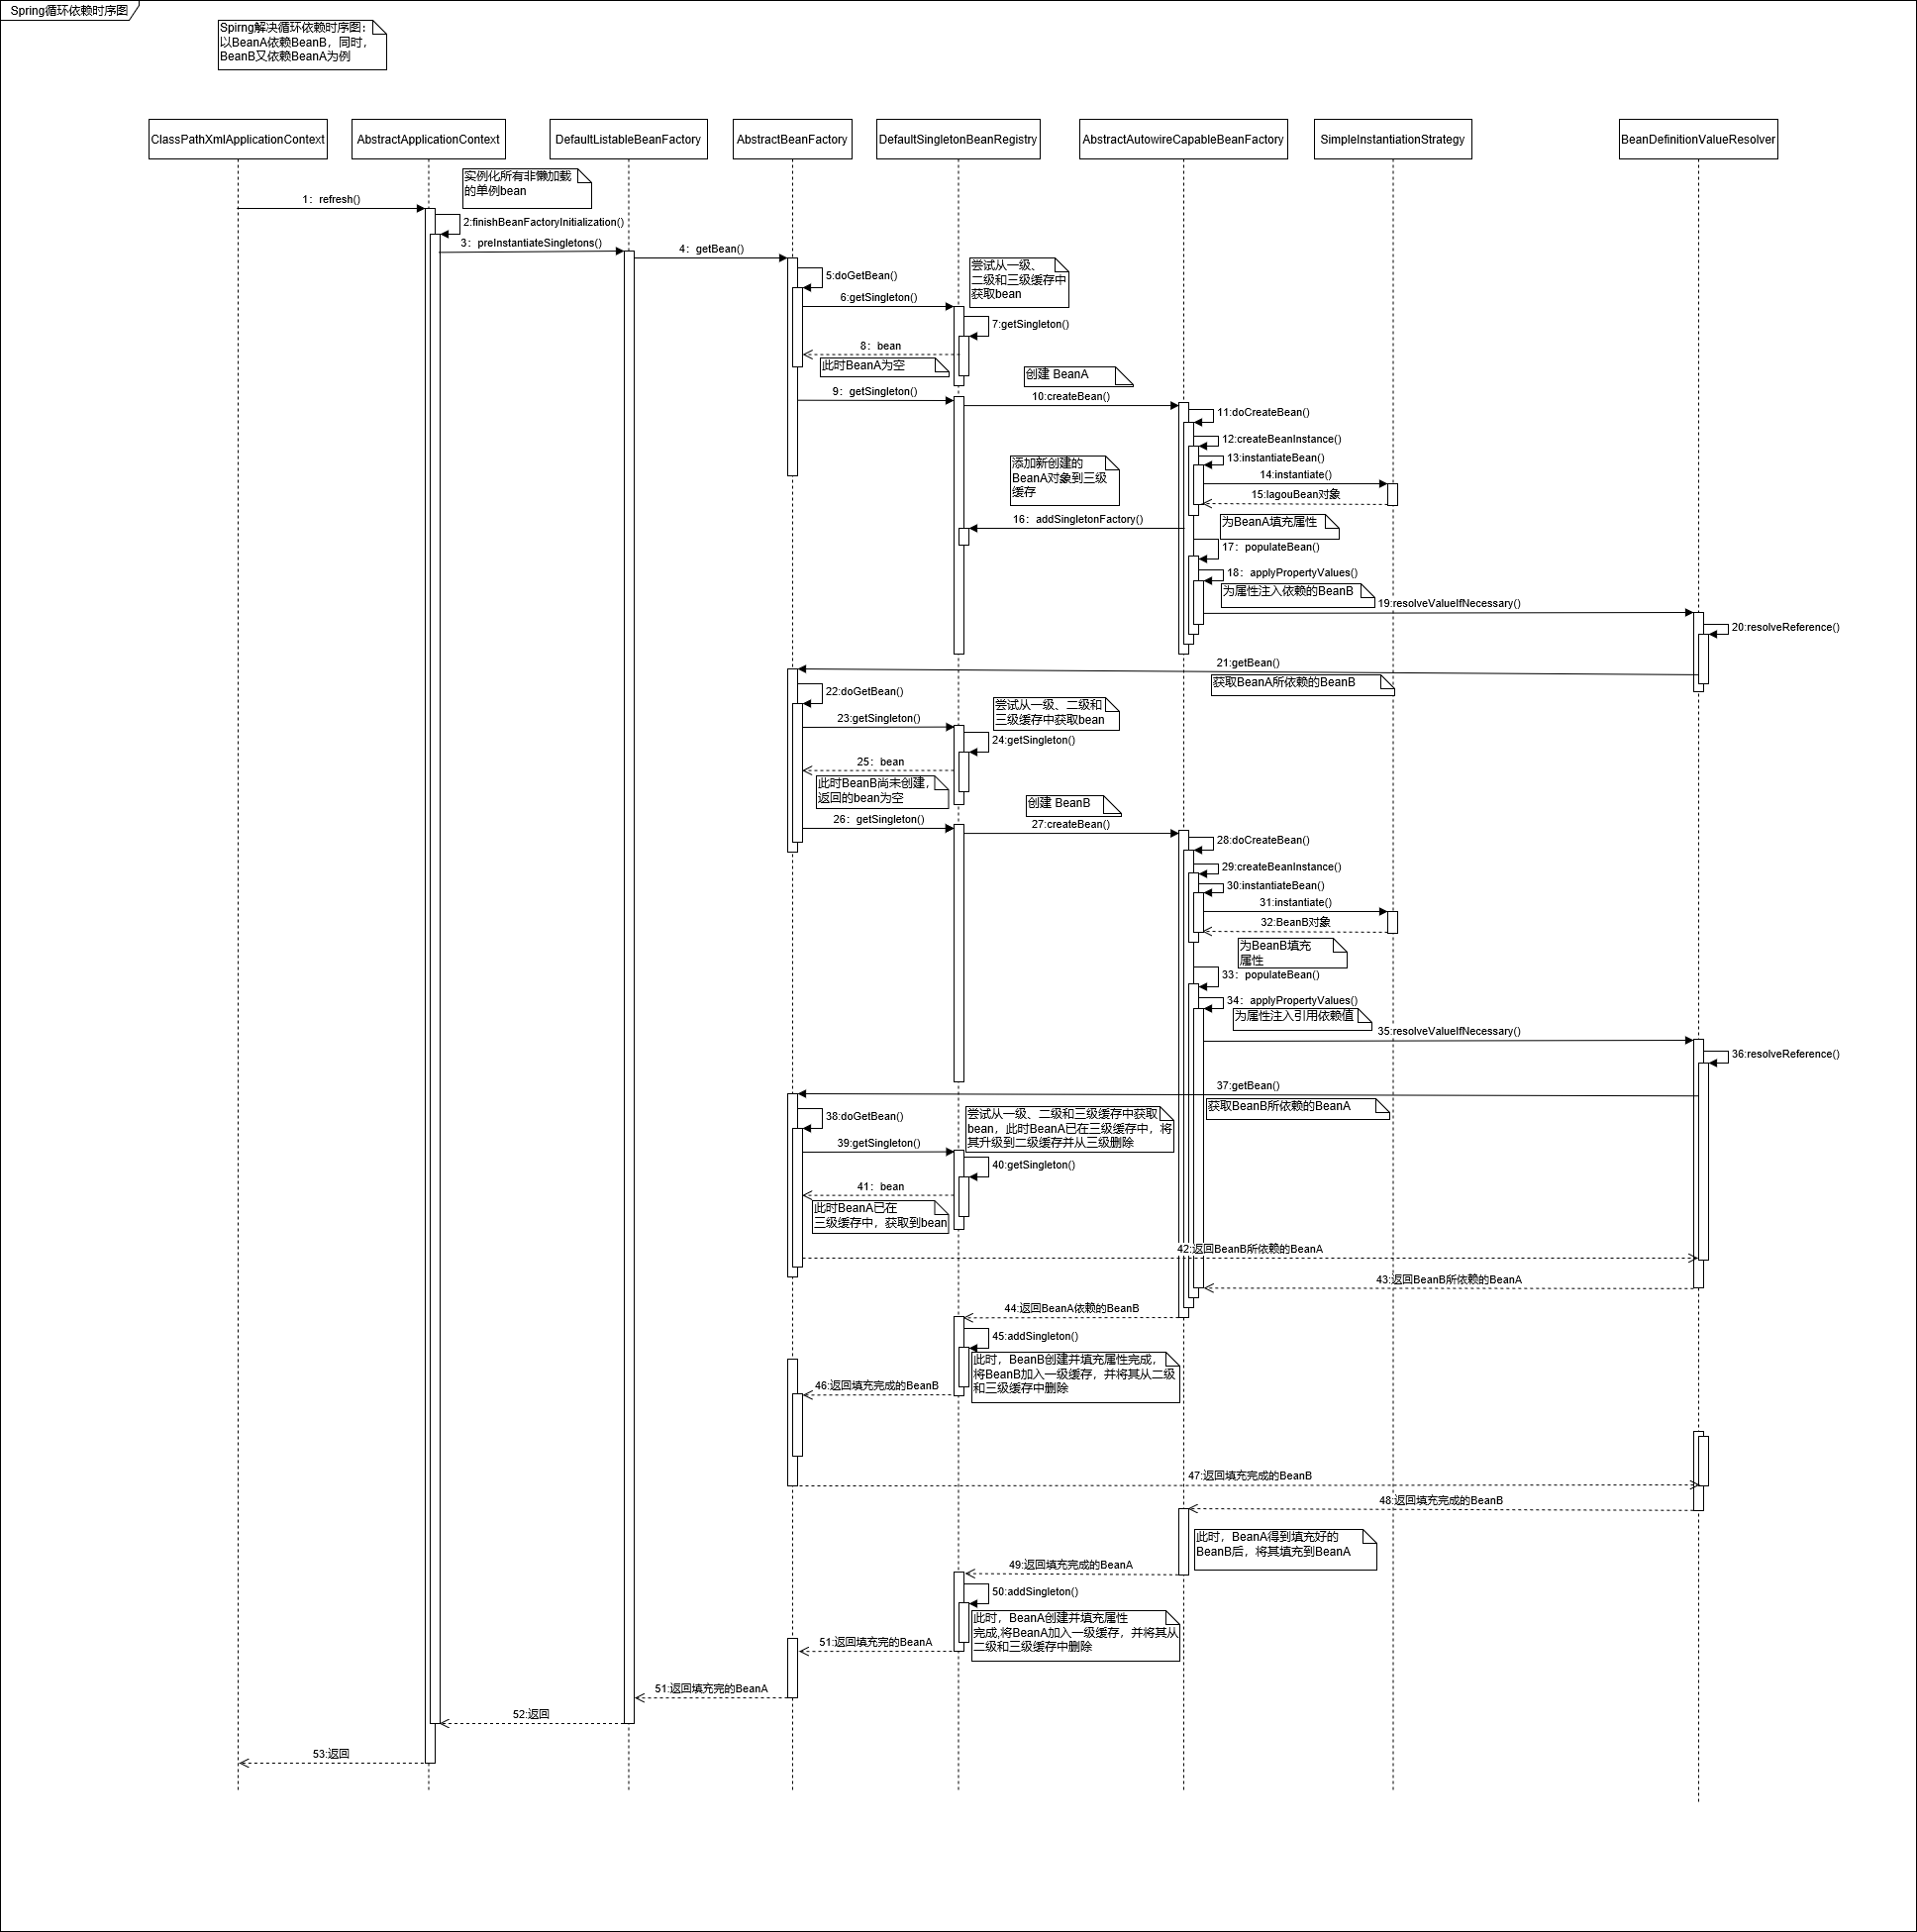 Spring循环依赖时序图
Spirng解决循环依赖时序图：
以BeanA依赖BeanB，同时，
BeanB又依赖BeanA为例
ClassPathXmlApplicationContext
AbstractApplicationContext
DefaultListableBeanFactory
AbstractBeanFactory
DefaultSingletonBeanRegistry
AbstractAutowireCapableBeanFactory
SimpleInstantiationStrategy
BeanDefinitionValueResolver
实例化所有非懒加载
的单例bean
1：refresh()
2:finishBeanFactoryInitialization()
3：preInstantiateSingletons()
4：getBean()
5:doGetBean()
尝试从一级、
二级和三级缓存中
获取bean
6:getSingleton()
7:getSingleton()
8：bean
此时BeanA为空
创建 BeanA
9：getSingleton()
10:createBean()
11:doCreateBean()
12:createBeanInstance()
13:instantiateBean()
添加新创建的
BeanA对象到三级
缓存
14:instantiate()
15:lagouBean对象
16：addSingletonFactory()
为BeanA填充属性
17：populateBean()
18：applyPropertyValues()
为属性注入依赖的BeanB
19:resolveValueIfNecessary()
20:resolveReference()
21:getBean()
获取BeanA所依赖的BeanB
22:doGetBean()
尝试从一级、二级和
三级缓存中获取bean
23:getSingleton()
24:getSingleton()
25：bean
此时BeanB尚未创建，
返回的bean为空
创建 BeanB
26：getSingleton()
27:createBean()
28:doCreateBean()
29:createBeanInstance()
30:instantiateBean()
31:instantiate()
32:BeanB对象
为BeanB填充
属性
33：populateBean()
34：applyPropertyValues()
为属性注入引用依赖值
35:resolveValueIfNecessary()
36:resolveReference()
37:getBean()
获取BeanB所依赖的BeanA
38:doGetBean()
尝试从一级、二级和三级缓存中获取
bean，此时BeanA已在三级缓存中，将
其升级到二级缓存并从三级删除
39:getSingleton()
40:getSingleton()
41：bean
此时BeanA已在
三级缓存中，获取到bean
42:返回BeanB所依赖的BeanA
43:返回BeanB所依赖的BeanA
44:返回BeanA依赖的BeanB
45:addSingleton()
此时，BeanB创建并填充属性完成，
将BeanB加入一级缓存，并将其从二级
和三级缓存中删除
46:返回填充完成的BeanB
47:返回填充完成的BeanB
48:返回填充完成的BeanB
此时，BeanA得到填充好的
BeanB后，将其填充到BeanA
49:返回填充完成的BeanA
50:addSingleton()
此时，BeanA创建并填充属性
完成,将BeanA加入一级缓存，并将其从
二级和三级缓存中删除
51:返回填充完的BeanA
51:返回填充完的BeanA
52:返回
53:返回